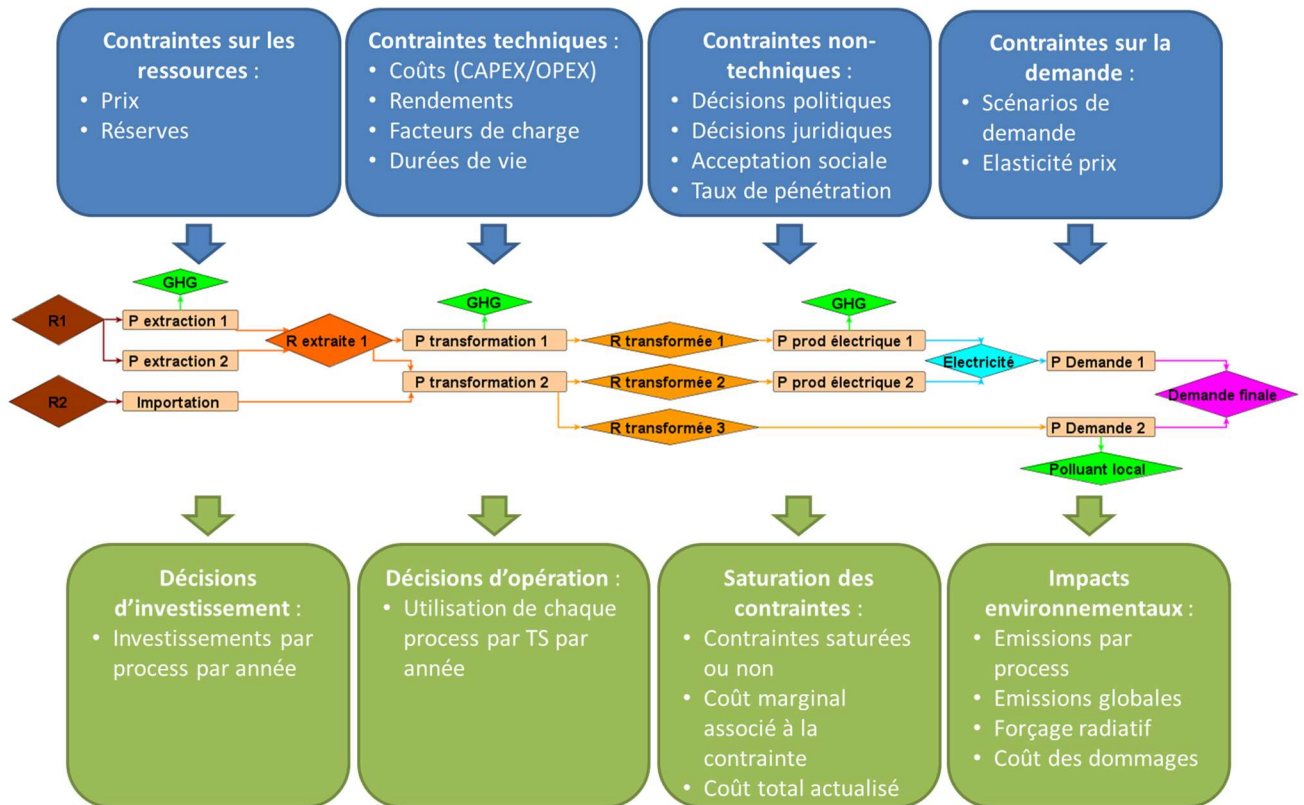 Contraintes sur les
ressources :
• Prix
• Réserves
Contraintes techniques :
• Coûts (CAPEX/OPEX)
• Rendements
• Facteurs de charge
• Durées de vie
Contraintes non-
techniques :
• Décisions politiques
• Décisions juridiques
• Acceptation sociale
• Taux de pénétration
Contraintes sur la
demande :
• Scénarios de
demande
• Elasticité prix
GHG
R1
P extraction 1
P extraction 2
R2
Importation
R extraite 1
GHG
P transformation 1
P transformation 2
R transformée 1
R transformée 2
R transformée 3
GHG
P prod électrique 1
P prod électrique 2
Electricité
P Demande 1
P Demande 2
Demande finale
Polluant local
Décisions
d’investissement :
• Investissements par
process par année
Décisions d’opération :
• Utilisation de chaque
process par TS par
année
Saturation des
contraintes :
• Contraintes saturées
ou non
• Coût marginal
associé à la
contrainte
• Coût total actualisé
Impacts
environnementaux :
• Emissions par
process
• Emissions globales
• Forçage radiatif
• Coût des dommages